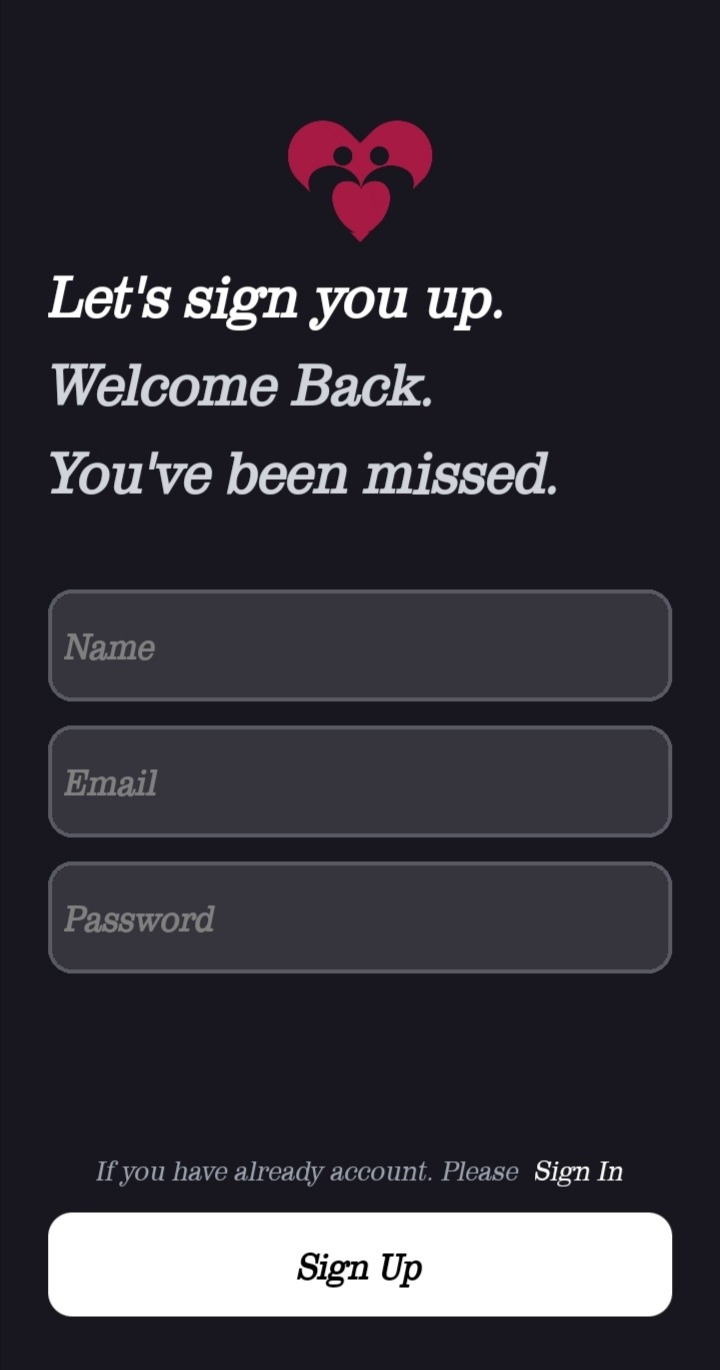 Let's sign you up.
Welcome Back.
You've been missed.
Name
Email
Password
If you have already account. Please Sign In
Sign Up